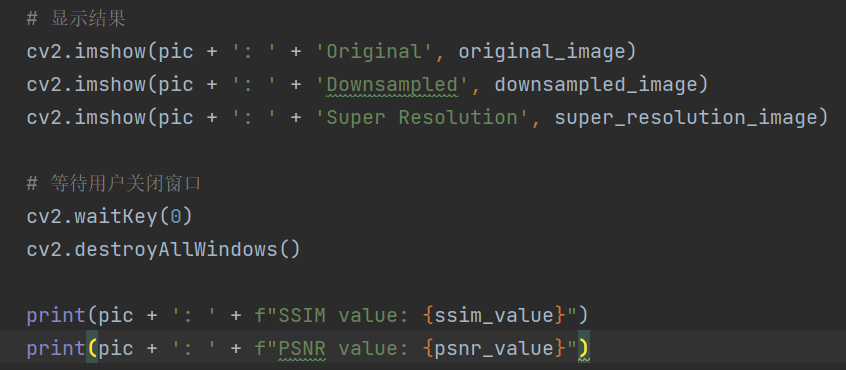 # 显示结果
cv2.imshow(pic + ': ' + 'Original', original_image)
cv2.imshow(pic + ': ' + 'Downsampled', downsampled_image)
cv2.imshow(pic + ': ' + 'Super Resolution', super_resolution_image)
# 等待用户关闭窗口
cv2.waitKey(0)
cv2.destroyAllWindows()
print(pic + ': ' + f"SSIM value: {ssim_value}")
print(pic + ': ' + f"PSNR value: {psnr_value}")